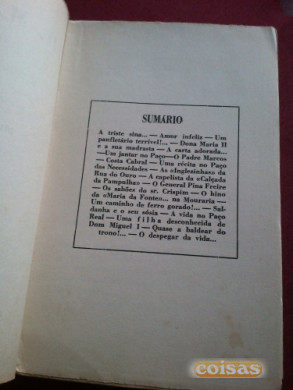 SUMÁRIO
A triste sina... — Amor infeliz — Um
panfletário terrível!... — Dona Maria II
e a sua madrasta — A carta adorada...
— Um jantar no Paço — O Padre Marcos
— Costa Cabral — Uma récita no Paço
das Necessidades — As «Inglezinhas» da
Rua do Ouro — A capelista da «Calçada
da Pampulha» — O General Pina Freire
— Os sabões do sr. Crispim — O hino
da «Maria da Fonte»... na Mouraria —
Um caminho de ferro gorado!... — Sal-
danha e o seu sósia — A vida no Paço
Real — Uma filha desconhecida de
Dom Miguel I — Quase a baldoar do
trono!... — O despegar da vida...
coisas